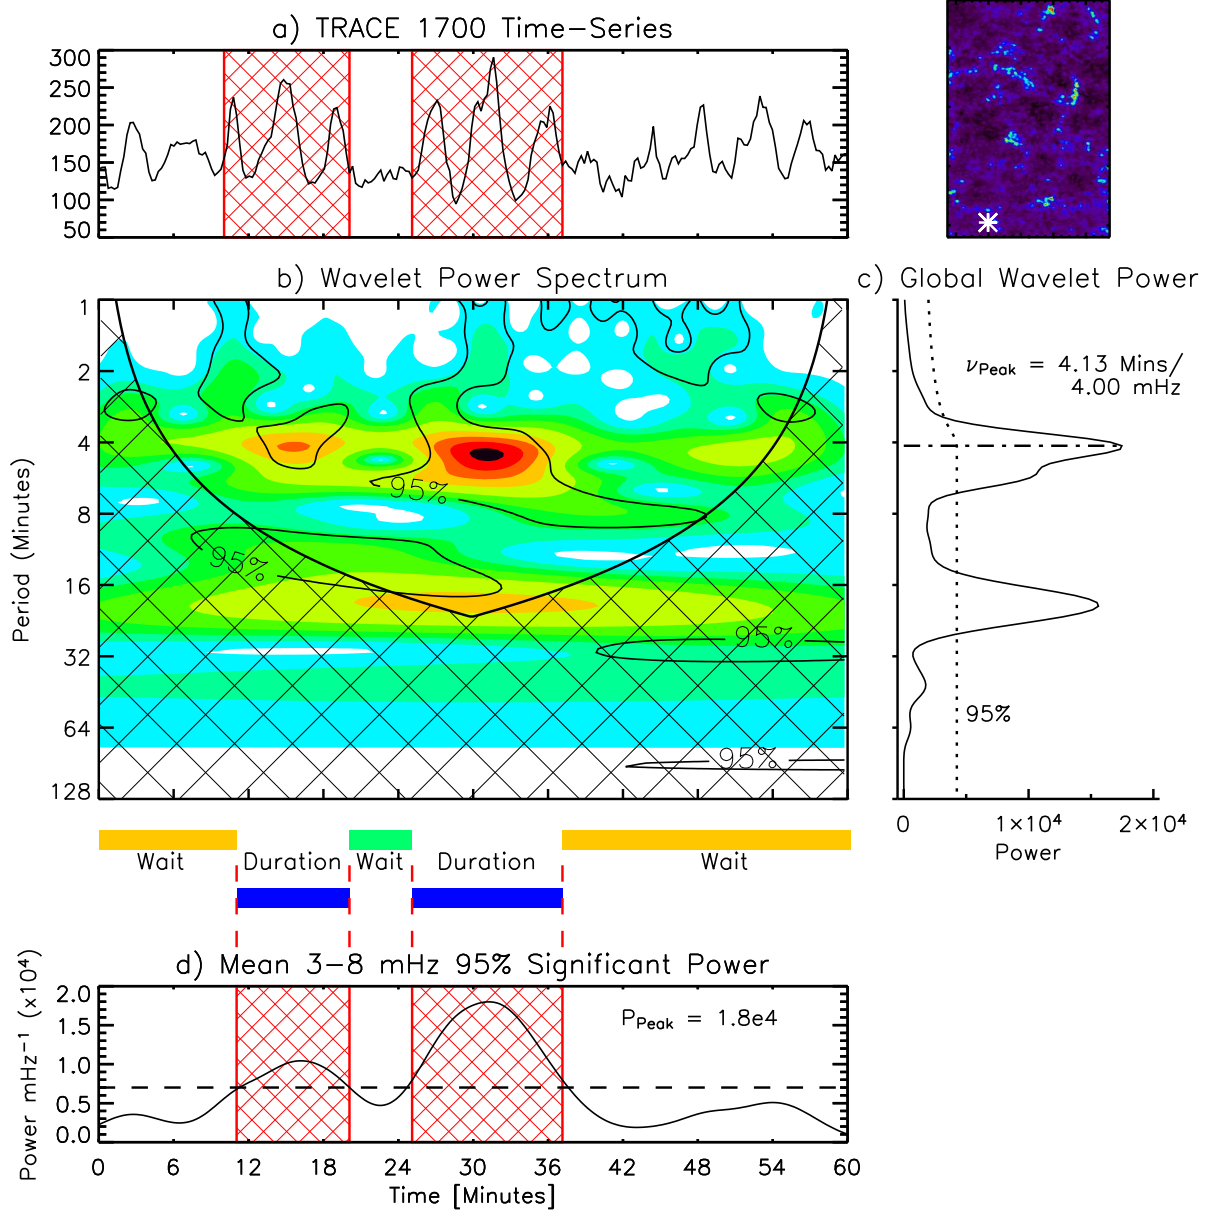 a) TRACE 1700 Time-Series
300
250
200
150
100
50
b) Wavelet Power Spectrum
c) Global Wavelet Power
Period (Minutes)
1
2
4
8
16
32
64
128
95%
95%
95%
95%
νPeak = 4.13 Mins/
4.00 mHz
95%
0 1×10⁴ 2×10⁴
Power
Wait Duration Wait Duration Wait
d) Mean 3-8 mHz 95% Significant Power
Power mHz⁻¹ (x10⁴)
2.0
1.5
1.0
0.5
0.0
PPeak = 1.8e4
0 6 12 18 24 30 36 42 48 54 60
Time [Minutes]